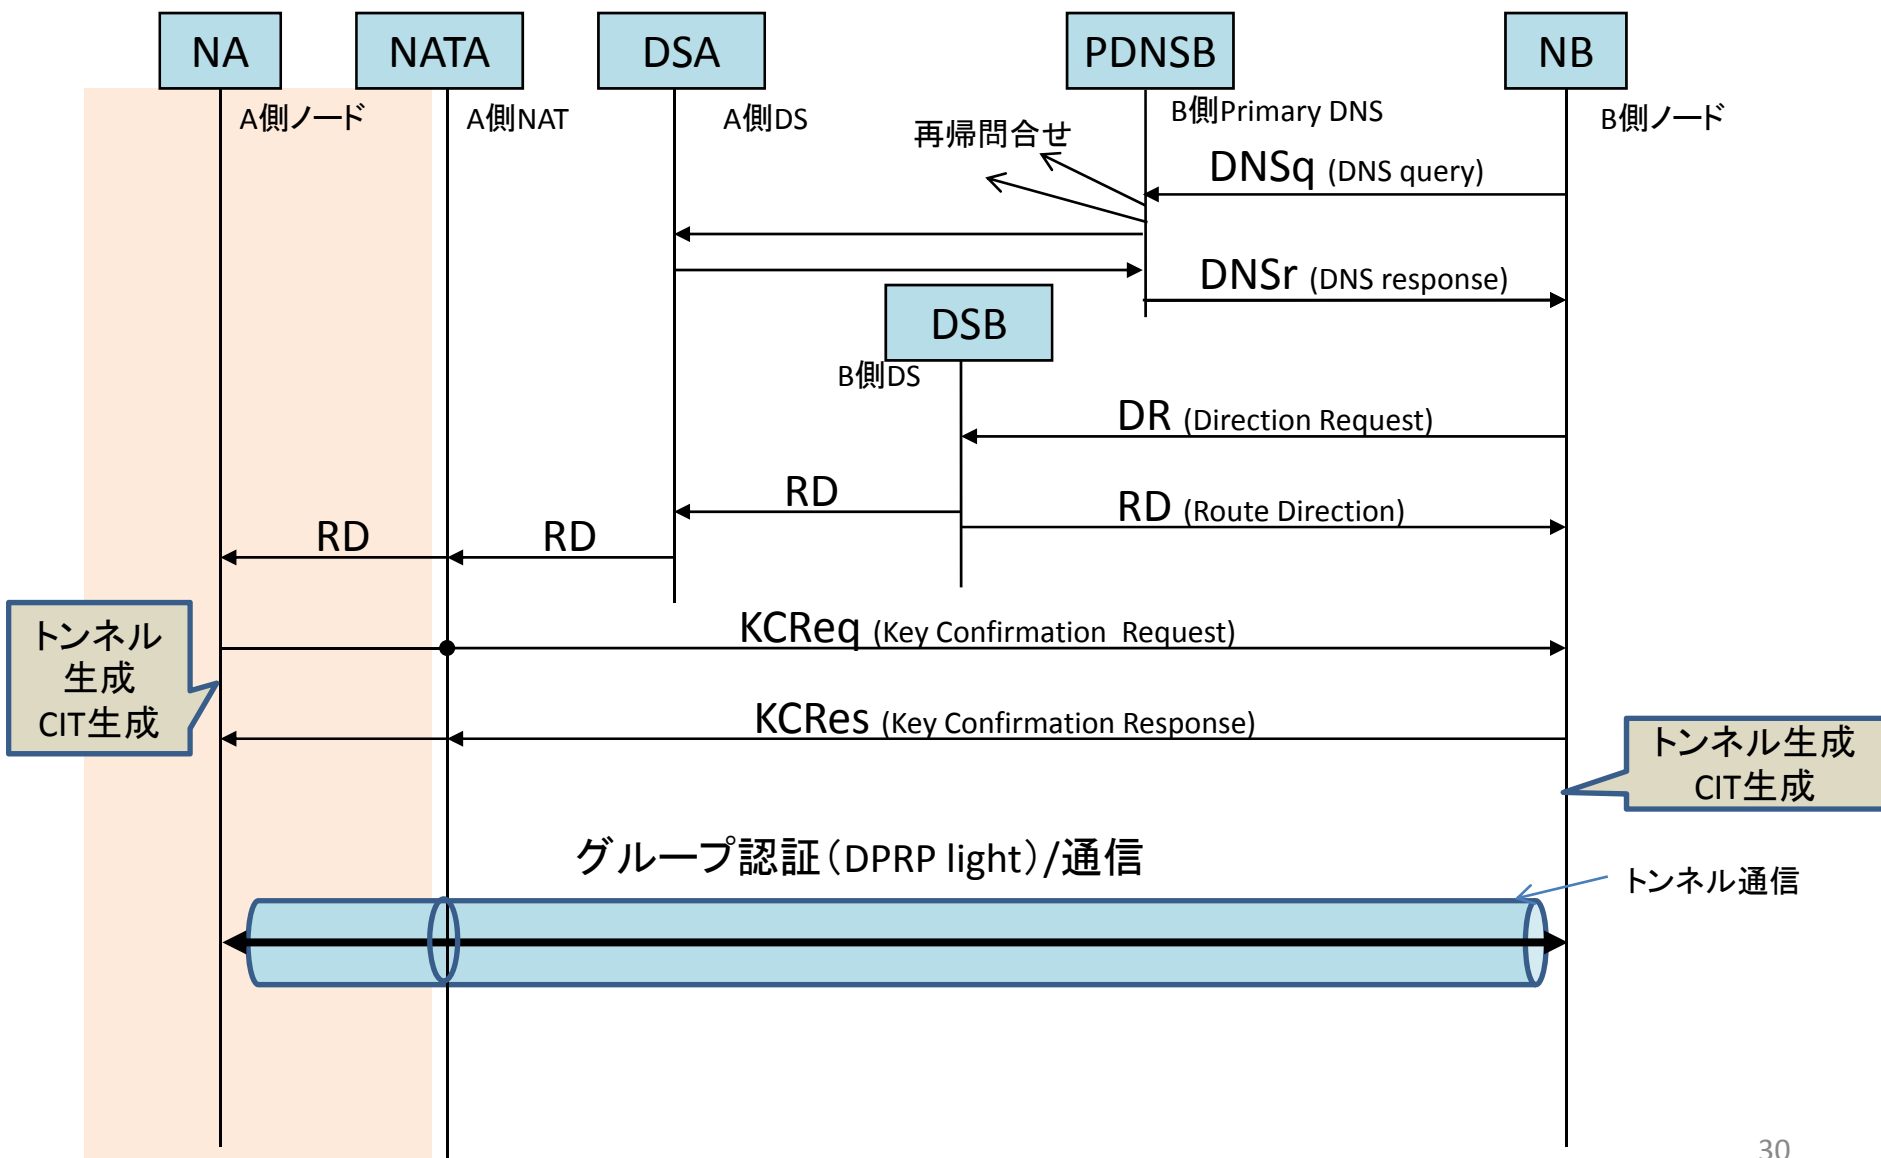 NA
NATA
DSA
PDNSB
NB
A側ノード
A側NAT
A側DS
B側Primary DNS
B側ノード
再帰問合せ
DNSq (DNS query)
DNSr (DNS response)
DSB
B側DS
DR (Direction Request)
RD
RD (Route Direction)
RD
RD
トンネル
生成
CIT生成
KCReq (Key Confirmation Request)
KCRes (Key Confirmation Response)
トンネル生成
CIT生成
グループ認証（DPRP light）/通信
トンネル通信
30